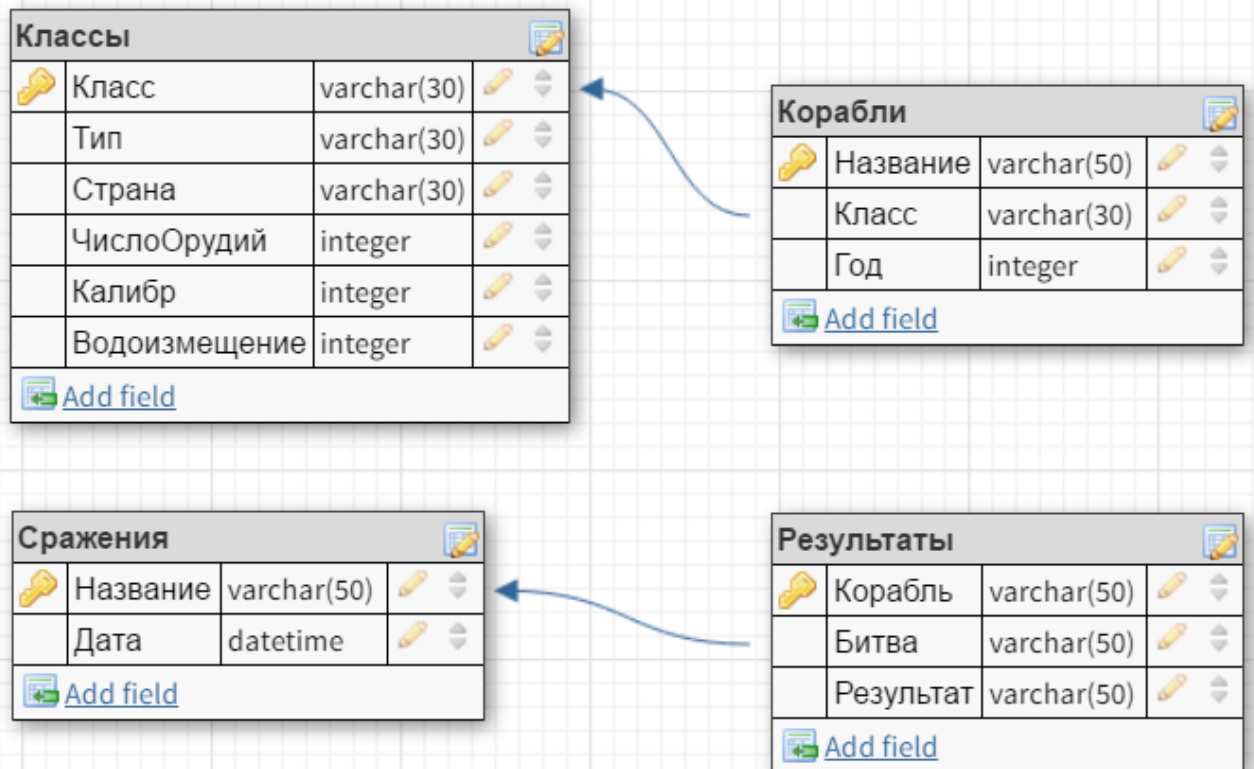 Классы
Класс varchar(30)
Тип varchar(30)
Страна varchar(30)
ЧислоОрудий integer
Калибр integer
Водоизмещение integer
Add field
Корабли
Название varchar(50)
Класс varchar(30)
Год integer
Add field
Сражения
Название varchar(50)
Дата datetime
Add field
Результаты
Корабль varchar(50)
Битва varchar(50)
Результат varchar(50)
Add field